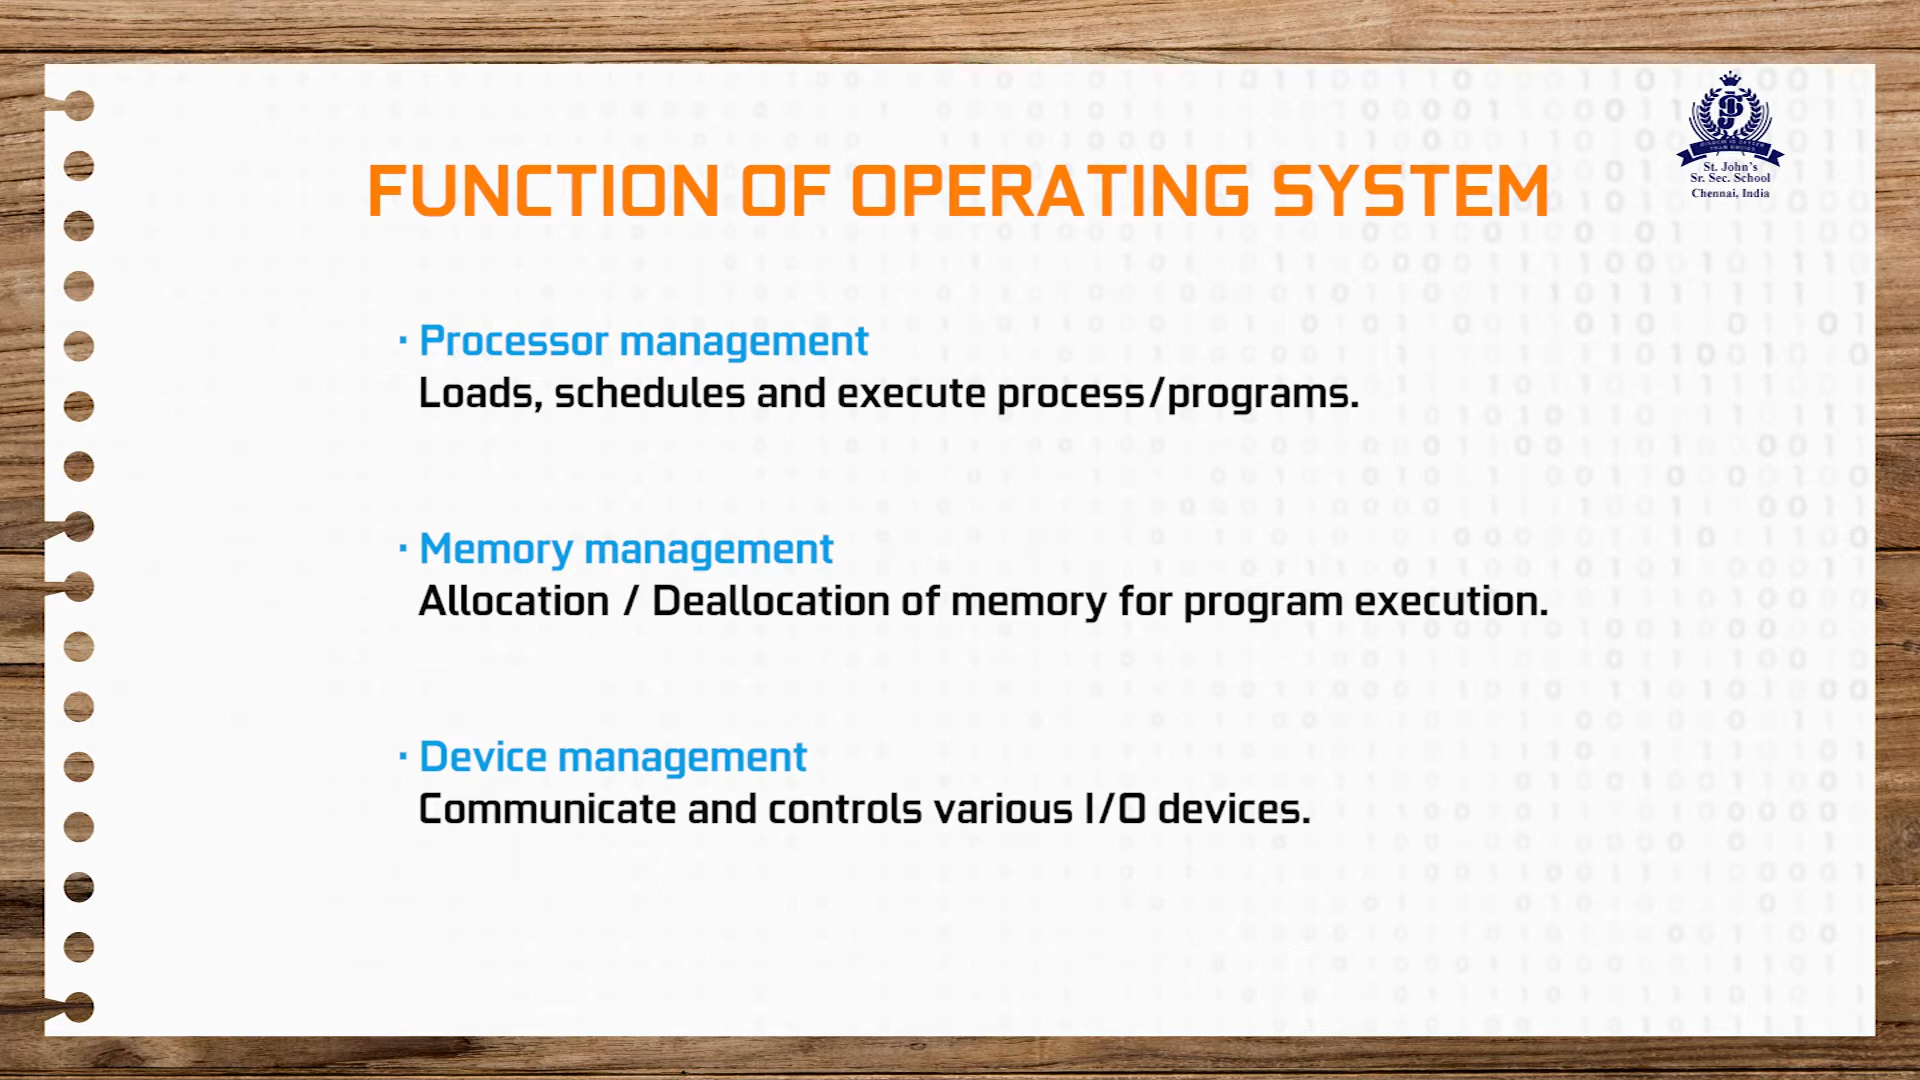 FUNCTION OF OPERATING SYSTEM
St. John's
Sr. Sec. School
Chennai, India
· Processor management
Loads, schedules and execute process/programs.
· Memory management
Allocation / Deallocation of memory for program execution.
· Device management
Communicate and controls various I/O devices.